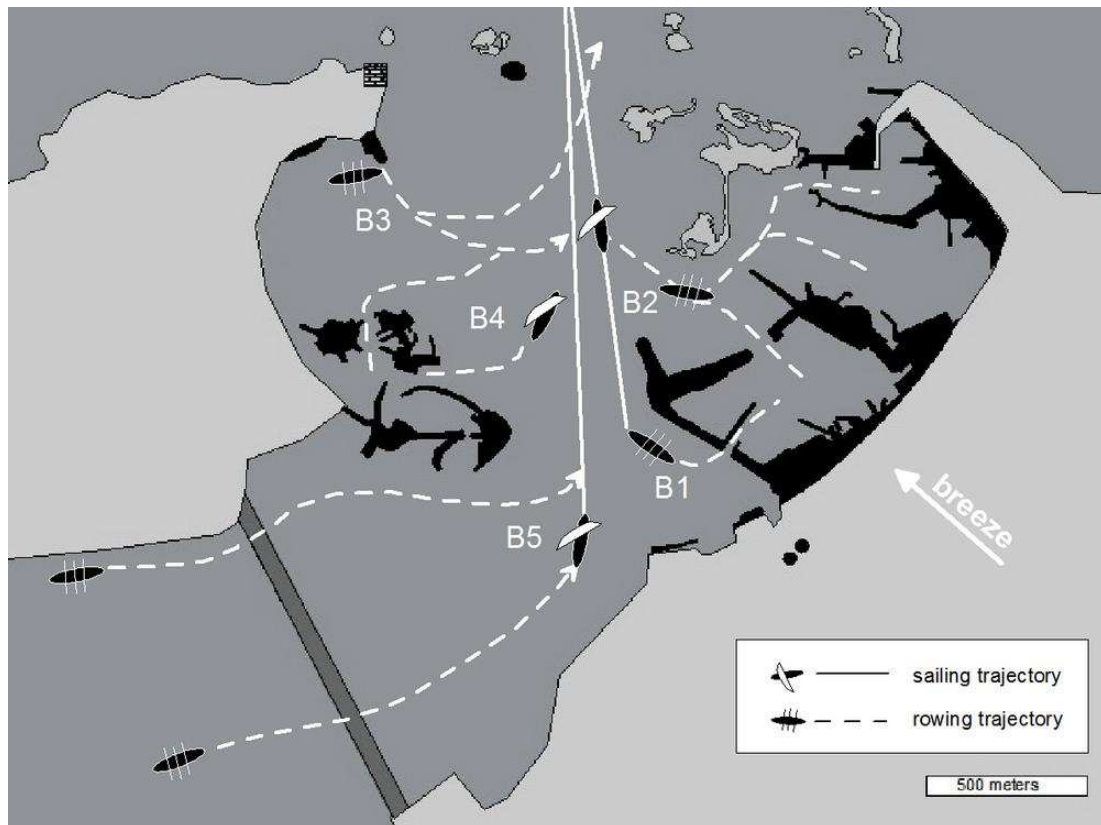 B3
B2
B4
B1
B5
breeze
sailing trajectory
rowing trajectory
500 meters